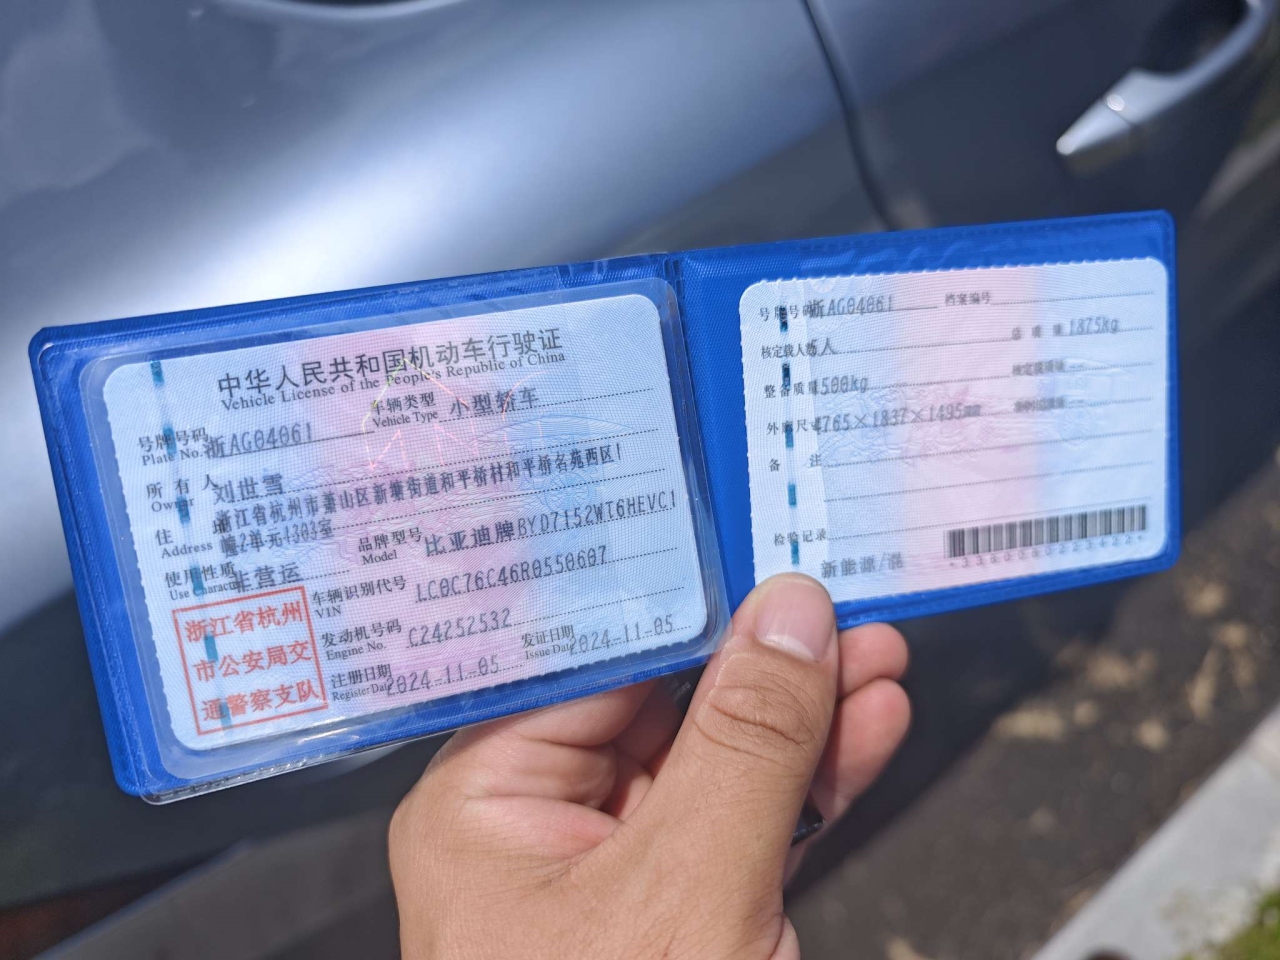 中华人民共和国机动车行驶证
Vehicle License of the People's Republic of China
号牌号码 浙AG04061 车辆类型 小型轿车
Plate No. Vehicle Type
所有人 刘世雪
Owner
住 浙江省杭州市萧山区新塘街道和平桥村和平桥名苑西区1
Address 幢2单元1303室
使用性质 非营运 品牌型号 比亚迪牌BYD7152WT6HEVC1
Use Character Model
浙江省杭州
市公安局交
通警察支队
车辆识别代号 LC0C76C46R0550607
VIN
发动机号码 C24252532
Engine No.
注册日期 2024-11-05 发证日期 2024-11-05
Register Date Issue Date
号牌号码 浙AG04061 档案编号
核定载人数 5人 总质量 1875kg
整备质量 1500kg 核定载质量 --
外廓尺寸 4765×1837×1495mm --
备注
检验记录
新能源/混